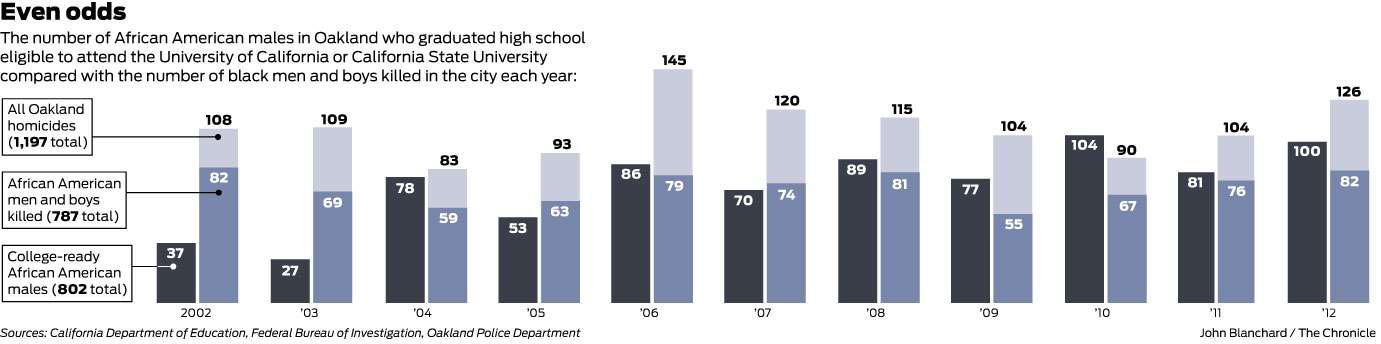 Even odds
The number of African American males in Oakland who graduated high school
eligible to attend the University of California or California State University
compared with the number of black men and boys killed in the city each year:
All Oakland
homicides
(1,197 total)
African American
men and boys
killed (787 total)
College-ready
African American
males (802 total)
108
82
37
2002
109
69
27
'03
83
78
59
'04
93
63
53
'05
145
86
79
'06
120
70
74
'07
115
89
81
'08
104
77
55
'09
104
90
67
'10
104
81
76
'11
126
100
82
'12
Sources: California Department of Education, Federal Bureau of Investigation, Oakland Police Department
John Blanchard / The Chronicle